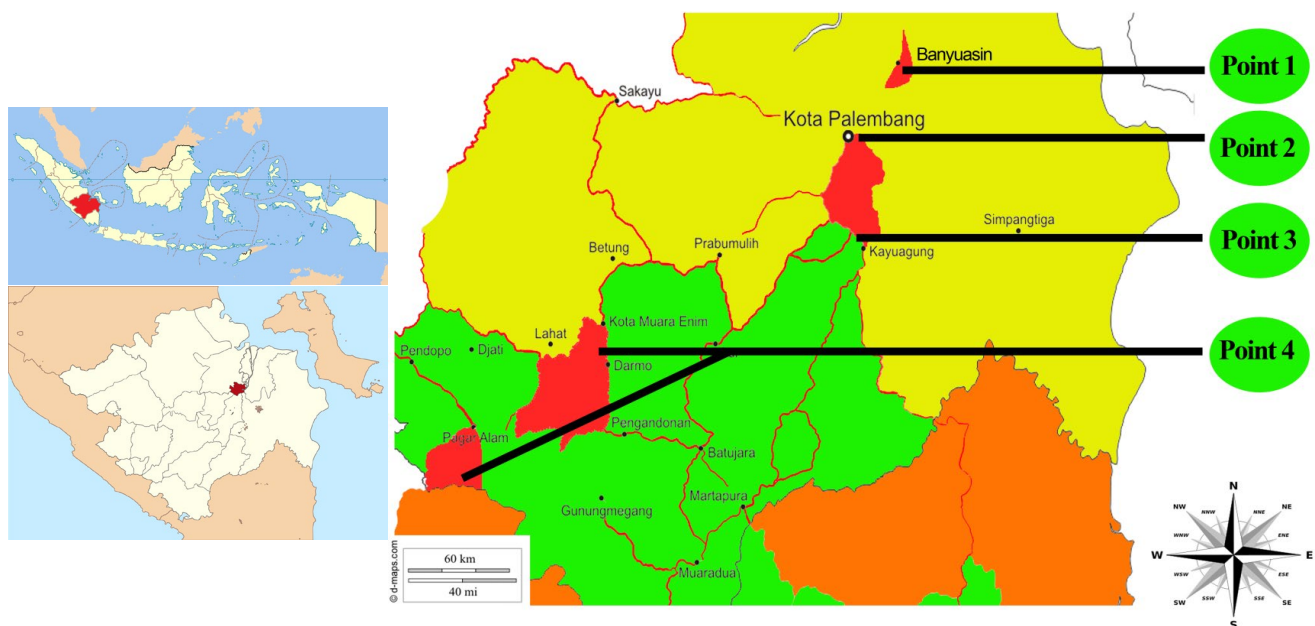 Banyuasin
Point 1
Sakayu
Kota Palembang
Point 2
Simpangtiga
Point 3
Betung
Prabumulih
Kayuagung
Kota Muara Enim
Lahat
Djati
Pendopo
Darmo
Point 4
Pagar Alam
Pengandonan
Batujara
Martapura
Gunungmegang
Muaradua
60 km
40 mi
© d-maps.com
N
NNW
NNE
NW
NE
WNW
ENE
W
E
WSW
ESE
SW
SE
SSW
SSE
S